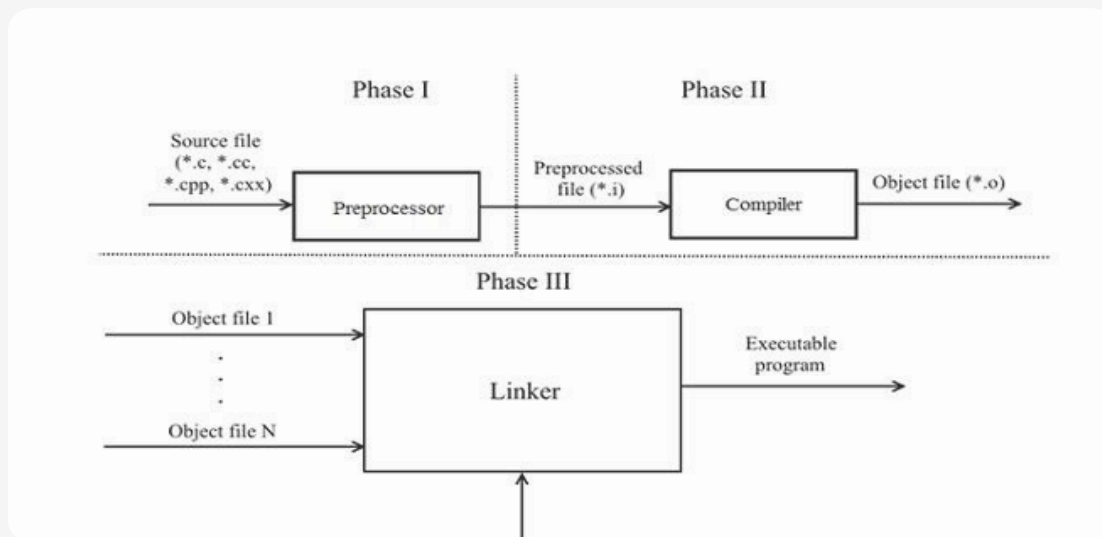 Phase I
Phase II
Source file
(*.c, *.cc,
*.cpp, *.cxx)
Preprocessor
Preprocessed
file (*.i)
Compiler
Object file (*.o)
Phase III
Object file 1
.
.
.
Object file N
Linker
Executable
program